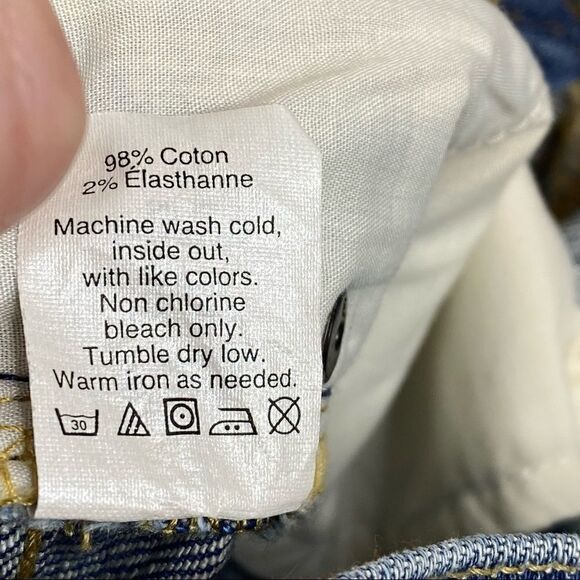 98% Coton
2% Élasthanne
Machine wash cold,
inside out,
with like colors.
Non chlorine
bleach only.
Tumble dry low.
Warm iron as needed.
30